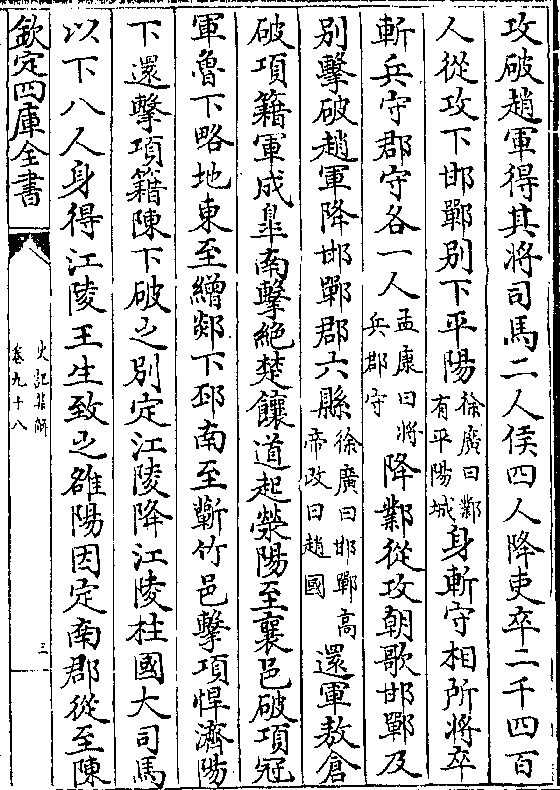 攻破趙軍得其將司馬二人侯四人降吏卒二千四百
人從攻下邯鄲别下平陽徐廣曰鄴有平陽城身斬守相所將卒
斬兵守郡守各一人孟康曰將兵郡守降鄴從攻朝歌邯鄲及
别擊破趙軍降邯鄲郡六縣徐廣曰邯鄲高帝改曰趙國還軍敖倉
破項籍軍成臯南擊絶楚饟道起滎陽至襄邑破項冠
軍魯下略地東至繒郯下邳南至蘄竹邑擊項悍濟陽
下還擊項籍陳下破之别定江陵降江陵柱國大司馬
以下八人身得江陵王生致之雒陽因定南郡從至陳
欽定四庫全書
史記集解
卷九十八
三